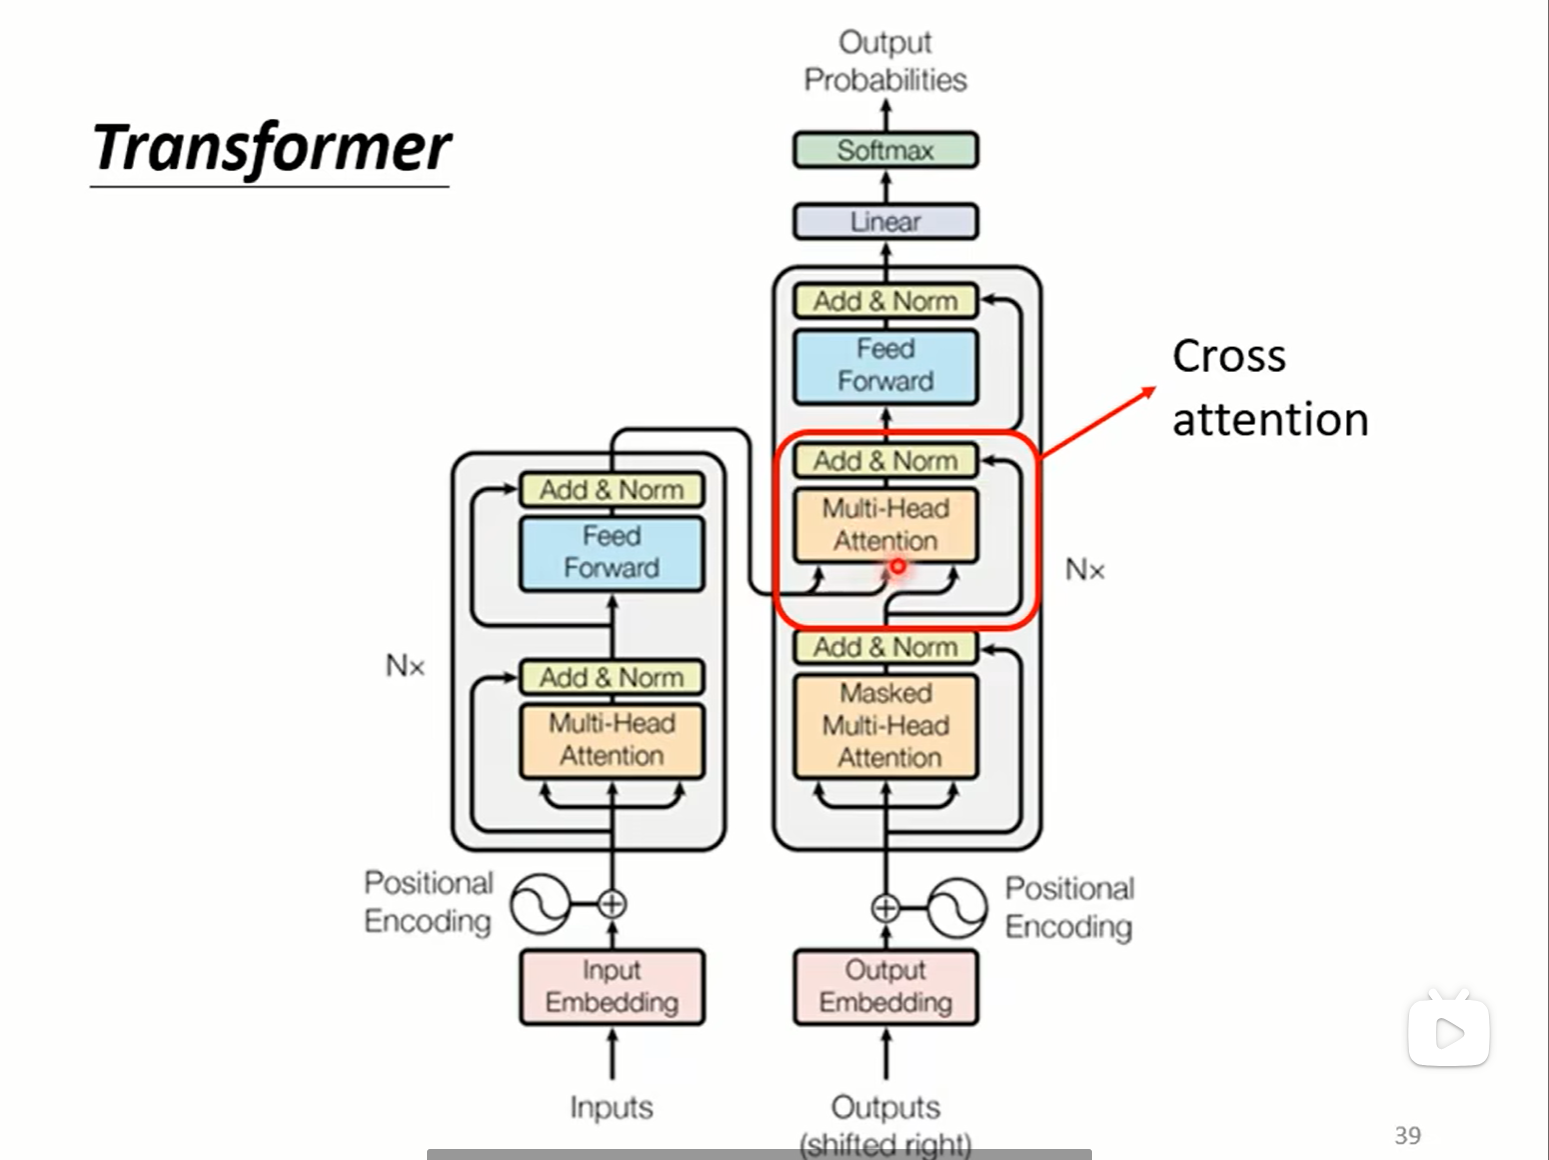 Transformer
Output
Probabilities
Softmax
Linear
Add & Norm
Feed
Forward
Cross
attention
Add & Norm
Multi-Head
Attention
Nx
Add & Norm
Masked
Multi-Head
Attention
Add & Norm
Feed
Forward
Nx
Add & Norm
Multi-Head
Attention
Positional
Encoding
Positional
Encoding
Input
Embedding
Output
Embedding
Inputs
Outputs
(shifted right)
39